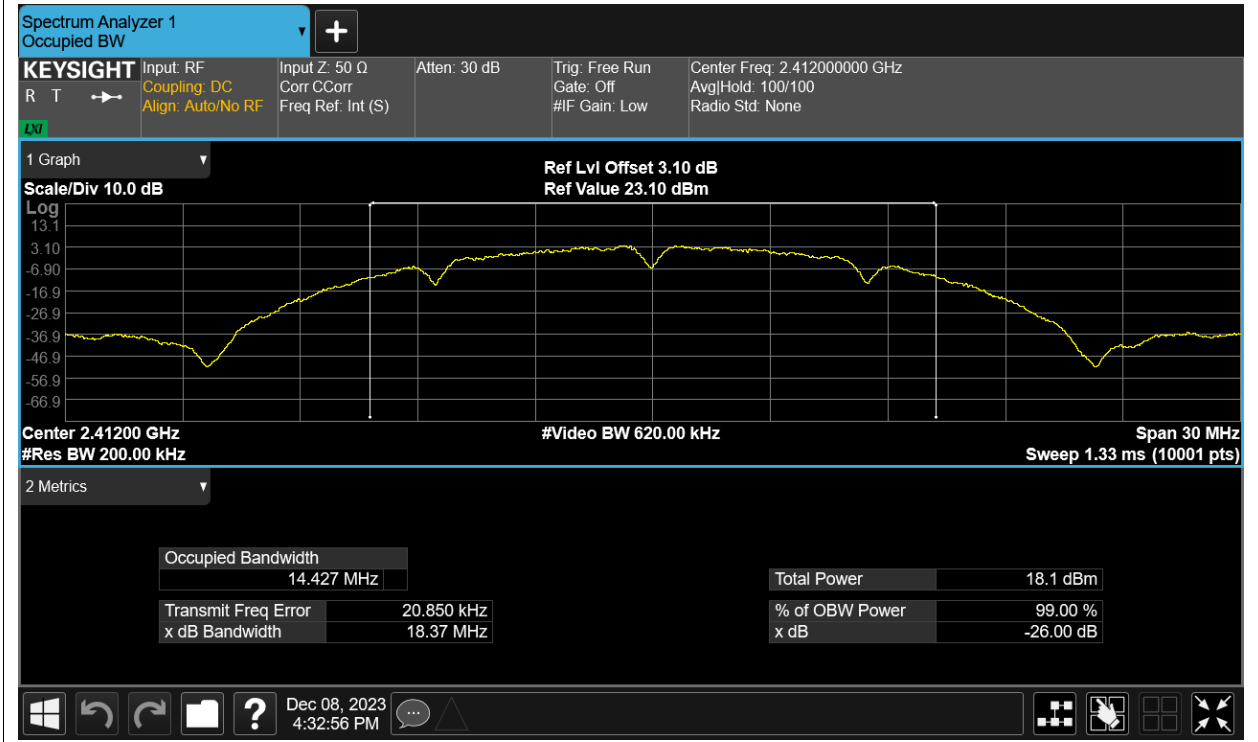 Spectrum Analyzer 1
Occupied BW
KEYSIGHT
R T
LXI
Input: RF
Coupling: DC
Align: Auto/No RF
Input Z: 50 Ω
Corr CCorr
Freq Ref: Int (S)
Atten: 30 dB
Trig: Free Run
Gate: Off
#IF Gain: Low
Center Freq: 2.412000000 GHz
Avg|Hold: 100/100
Radio Std: None
1 Graph
Scale/Div 10.0 dB
Ref Lvl Offset 3.10 dB
Ref Value 23.10 dBm
Log
13.1
3.10
-6.90
-16.9
-26.9
-36.9
-46.9
-56.9
-66.9
Center 2.41200 GHz
#Video BW 620.00 kHz
Span 30 MHz
#Res BW 200.00 kHz
Sweep 1.33 ms (10001 pts)
2 Metrics
Occupied Bandwidth
14.427 MHz
Total Power 18.1 dBm
Transmit Freq Error 20.850 kHz
% of OBW Power 99.00 %
x dB Bandwidth 18.37 MHz
x dB -26.00 dB
?
Dec 08, 2023
4:32:56 PM